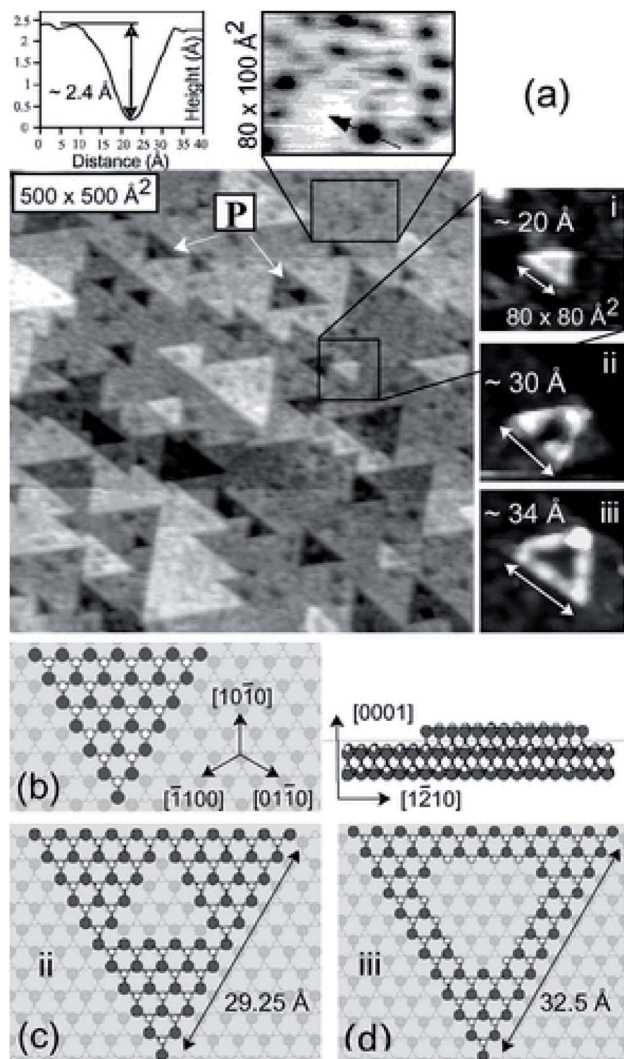 2.5
2
1.5
1
0.5
0
~ 2.4 Å
Height (Å)
0 5 10 15 20 25 30 35 40
Distance (Å)
80 x 100 Å²
(a)
500 x 500 Å²
P
i
~ 20 Å
80 x 80 Å²
ii
~ 30 Å
iii
~ 34 Å
[101̄0]
[1̄100] [011̄0]
(b)
[0001]
[12̄10]
ii
29.25 Å
(c)
iii
32.5 Å
(d)